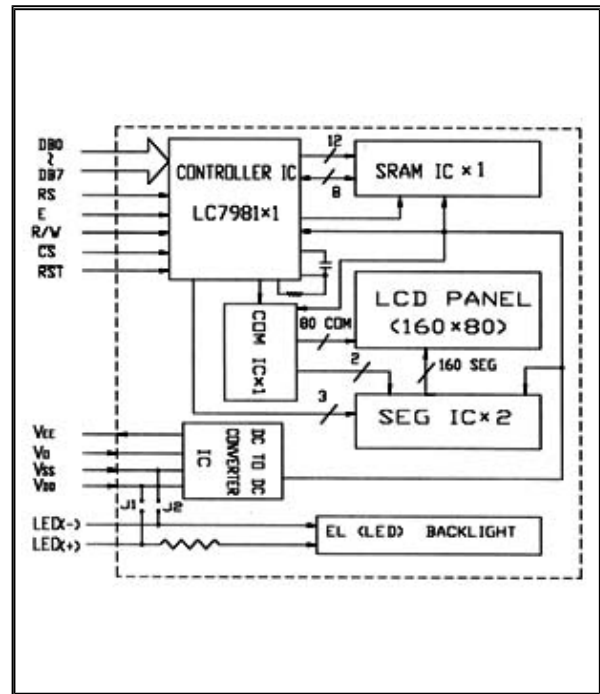 DB0
~
DB7
RS
E
R/W
C̅S̅
R̅S̅T̅
CONTROLLER IC
LC7981×1
12
8
SRAM IC×1
COM IC×1
80 COM
LCD PANEL
(160×80)
2
160 SEG
3
SEG IC×2
VEE
V0
VSS
VDD
DC TO DC
CONVERTER
IC
J1
J2
LED(-)
LED(+)
EL (LED) BACKLIGHT